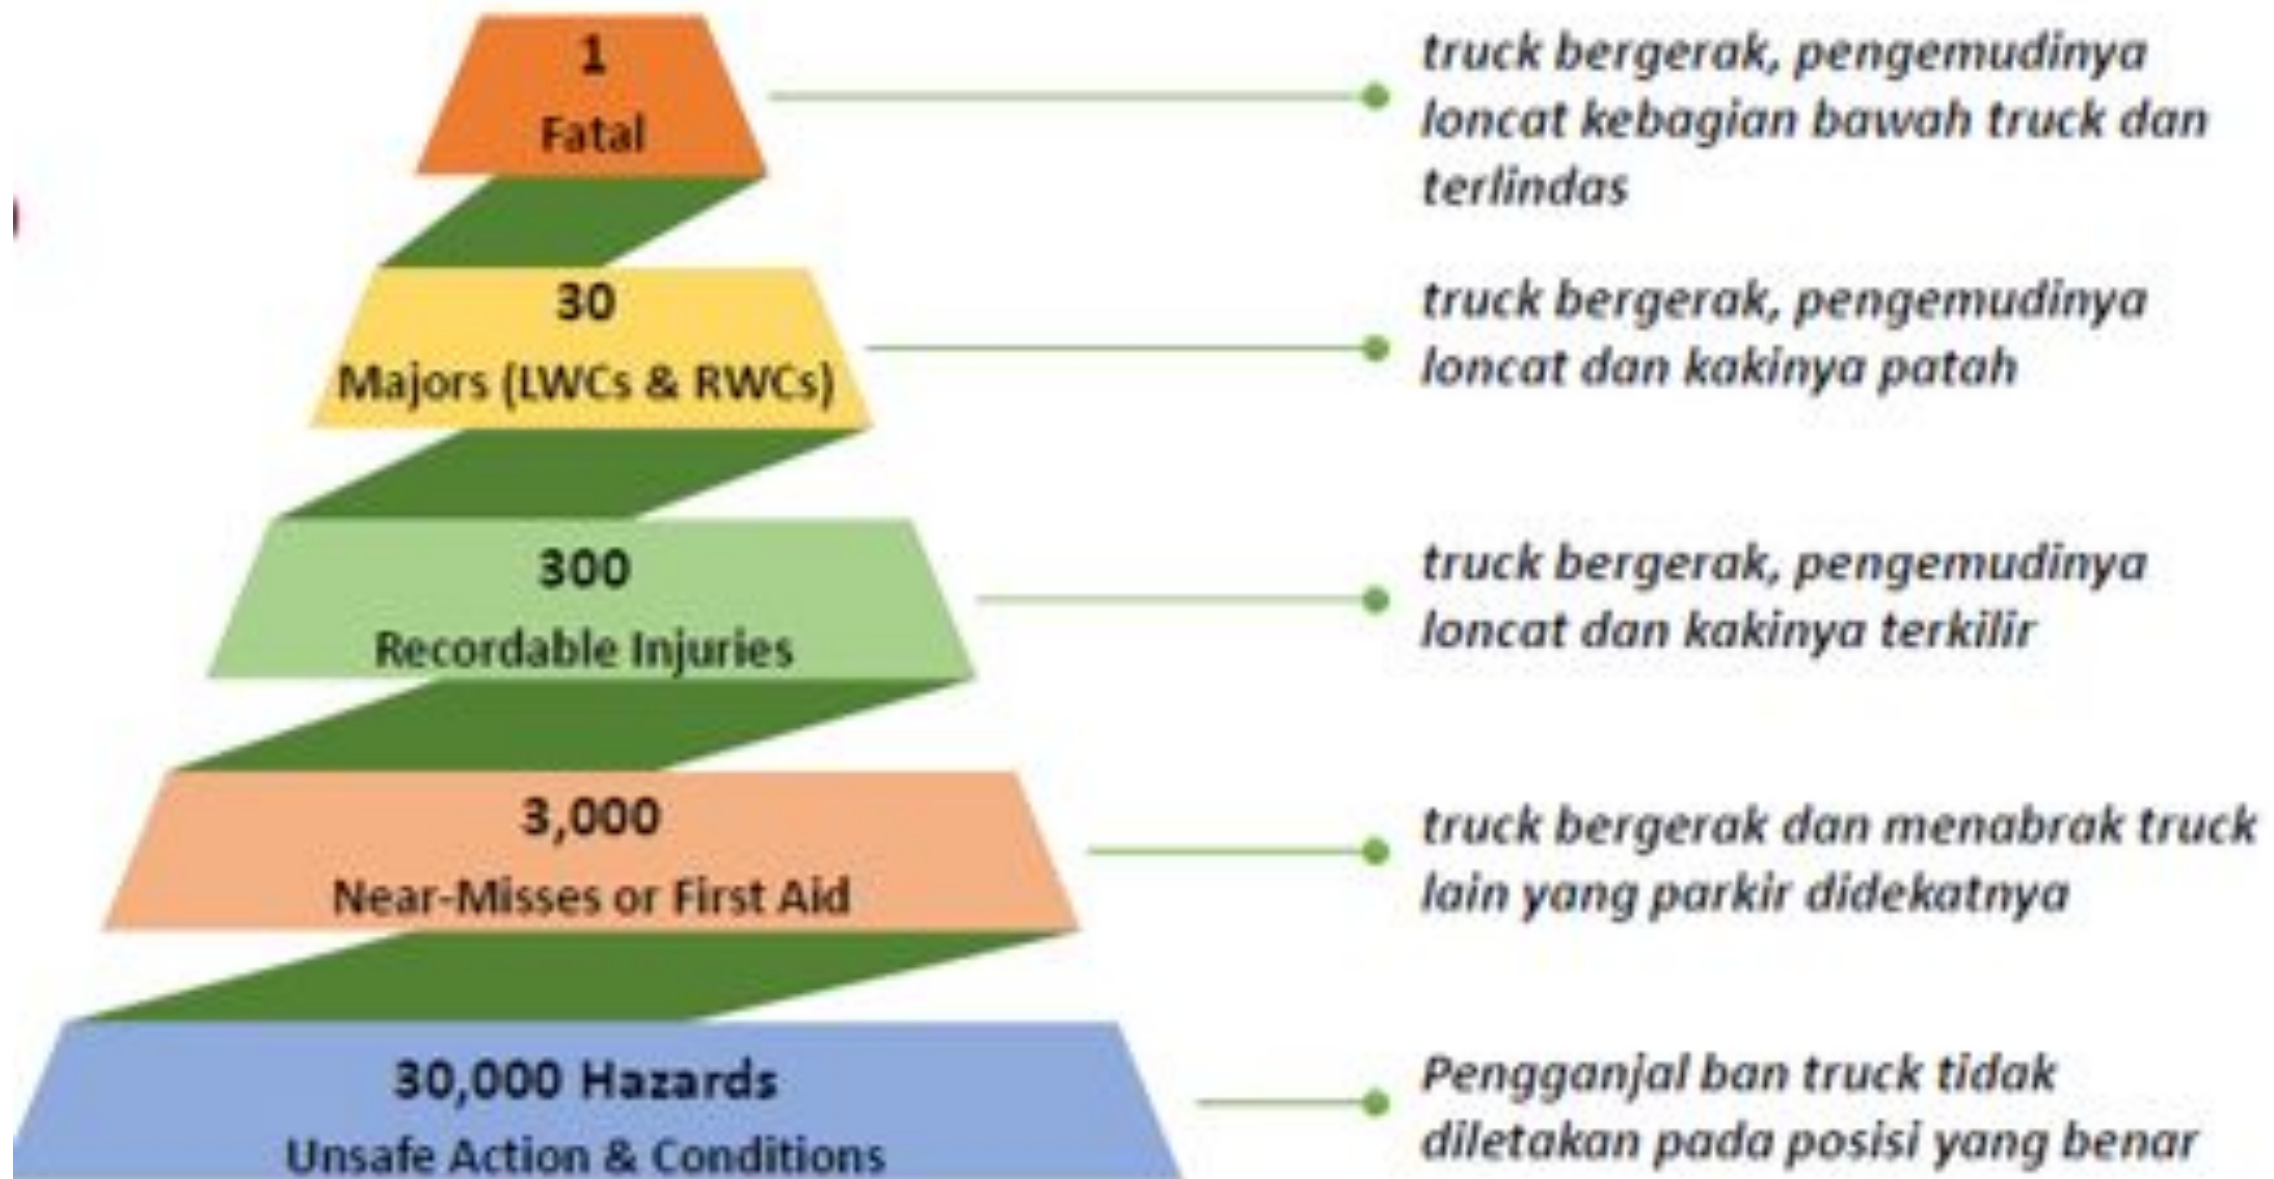 1
Fatal
truck bergerak, pengemudinya
loncat kebagian bawah truck dan
terlindas
30
Majors (LWCs & RWCs)
truck bergerak, pengemudinya
loncat dan kakinya patah
300
Recordable Injuries
truck bergerak, pengemudinya
loncat dan kakinya terkilir
3,000
Near-Misses or First Aid
truck bergerak dan menabrak truck
lain yang parkir didekatnya
30,000 Hazards
Unsafe Action & Conditions
Pengganjal ban truck tidak
diletakan pada posisi yang benar